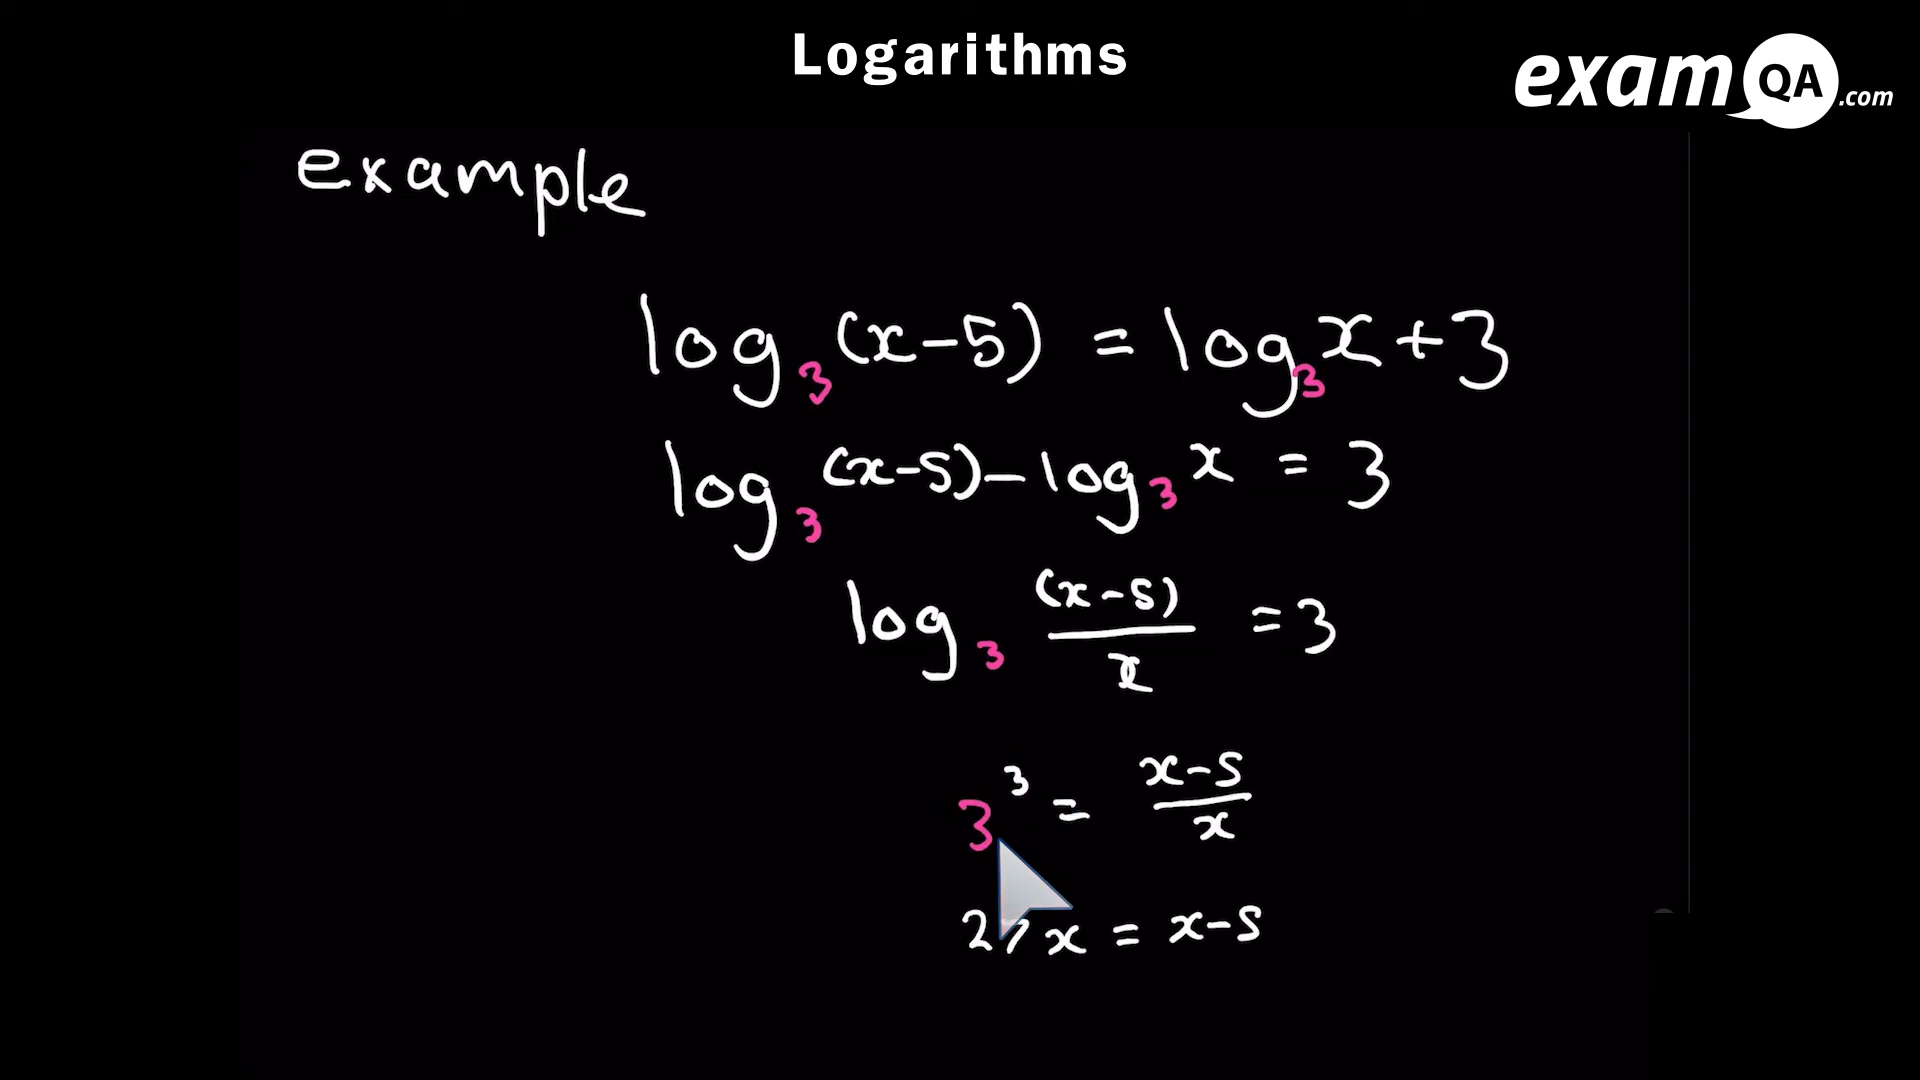 Logarithms
examQA.com
example
log₃(x-5) = log₃x+3
log₃(x-5)-log₃x = 3
log₃ (x-5)/x =3
3³ = x-5/x
27x = x-5